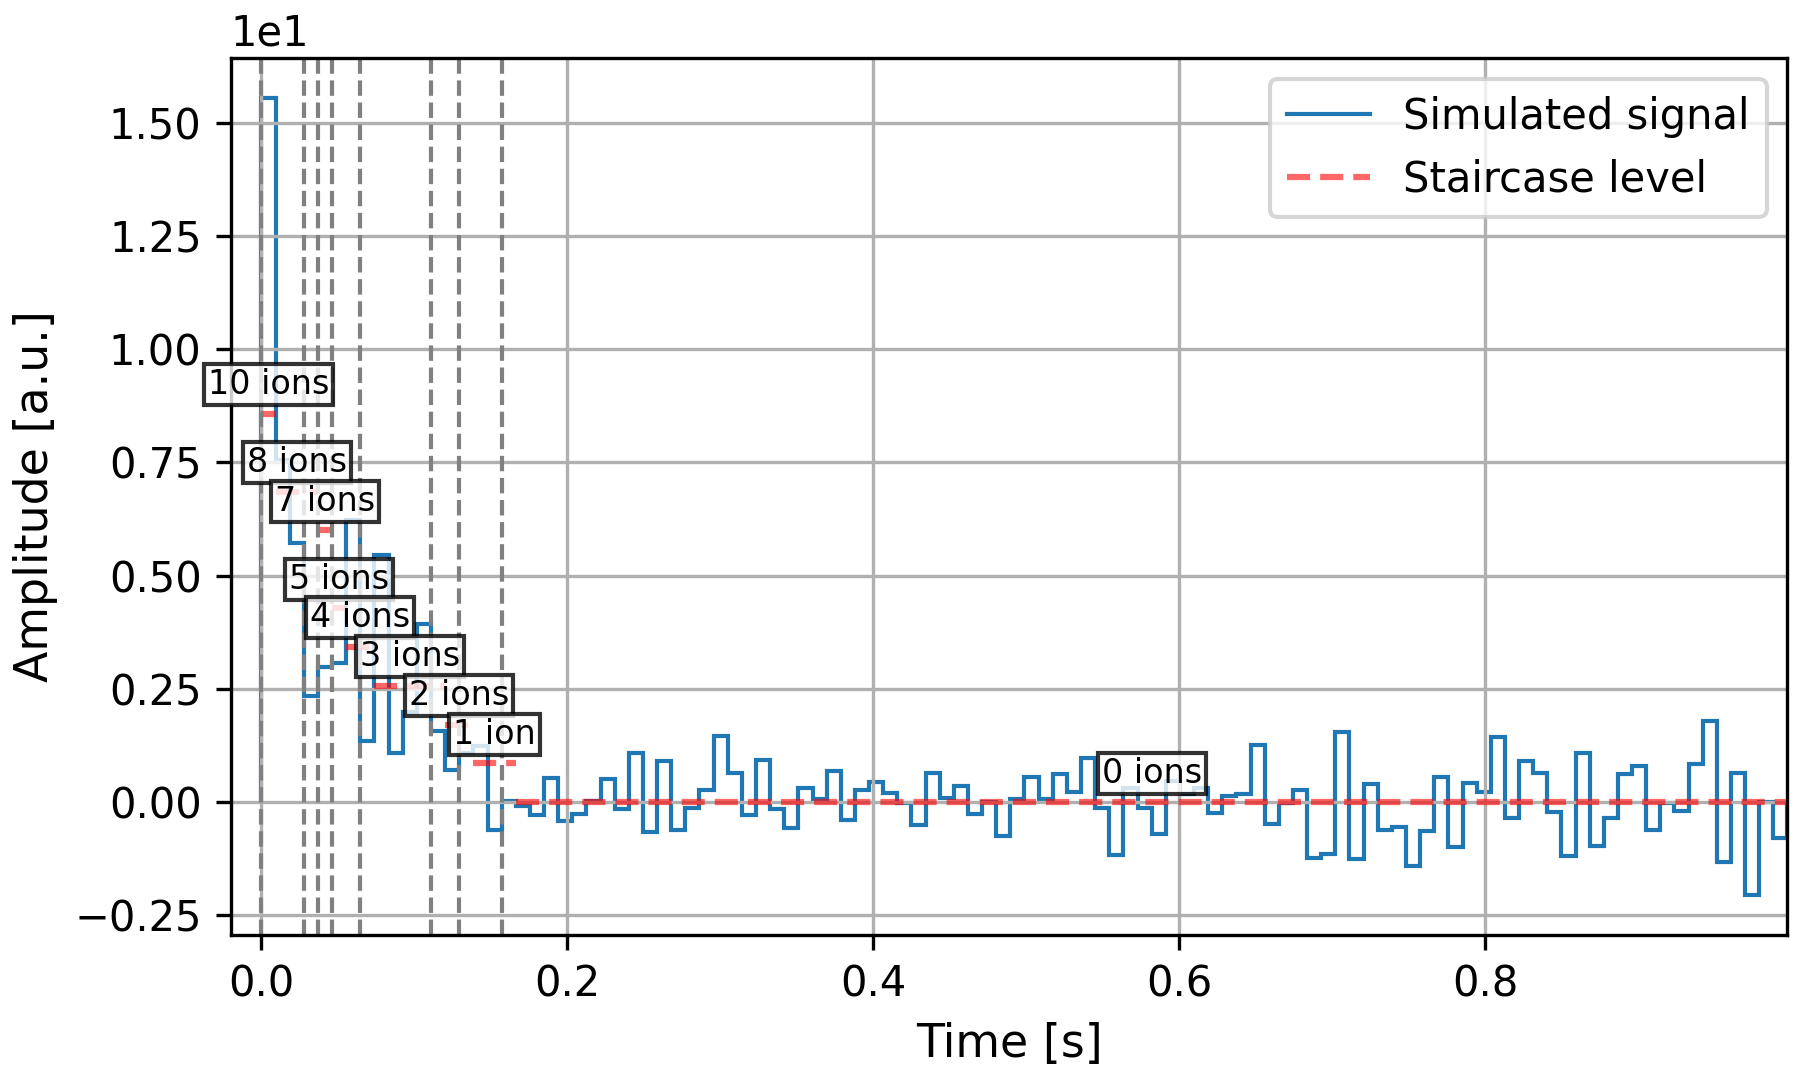 1e1
1.50
1.25
1.00
0.75
0.50
0.25
0.00
−0.25
Amplitude [a.u.]
Simulated signal
Staircase level
10 ions
8 ions
7 ions
5 ions
4 ions
3 ions
2 ions
1 ion
0 ions
0.0 0.2 0.4 0.6 0.8
Time [s]